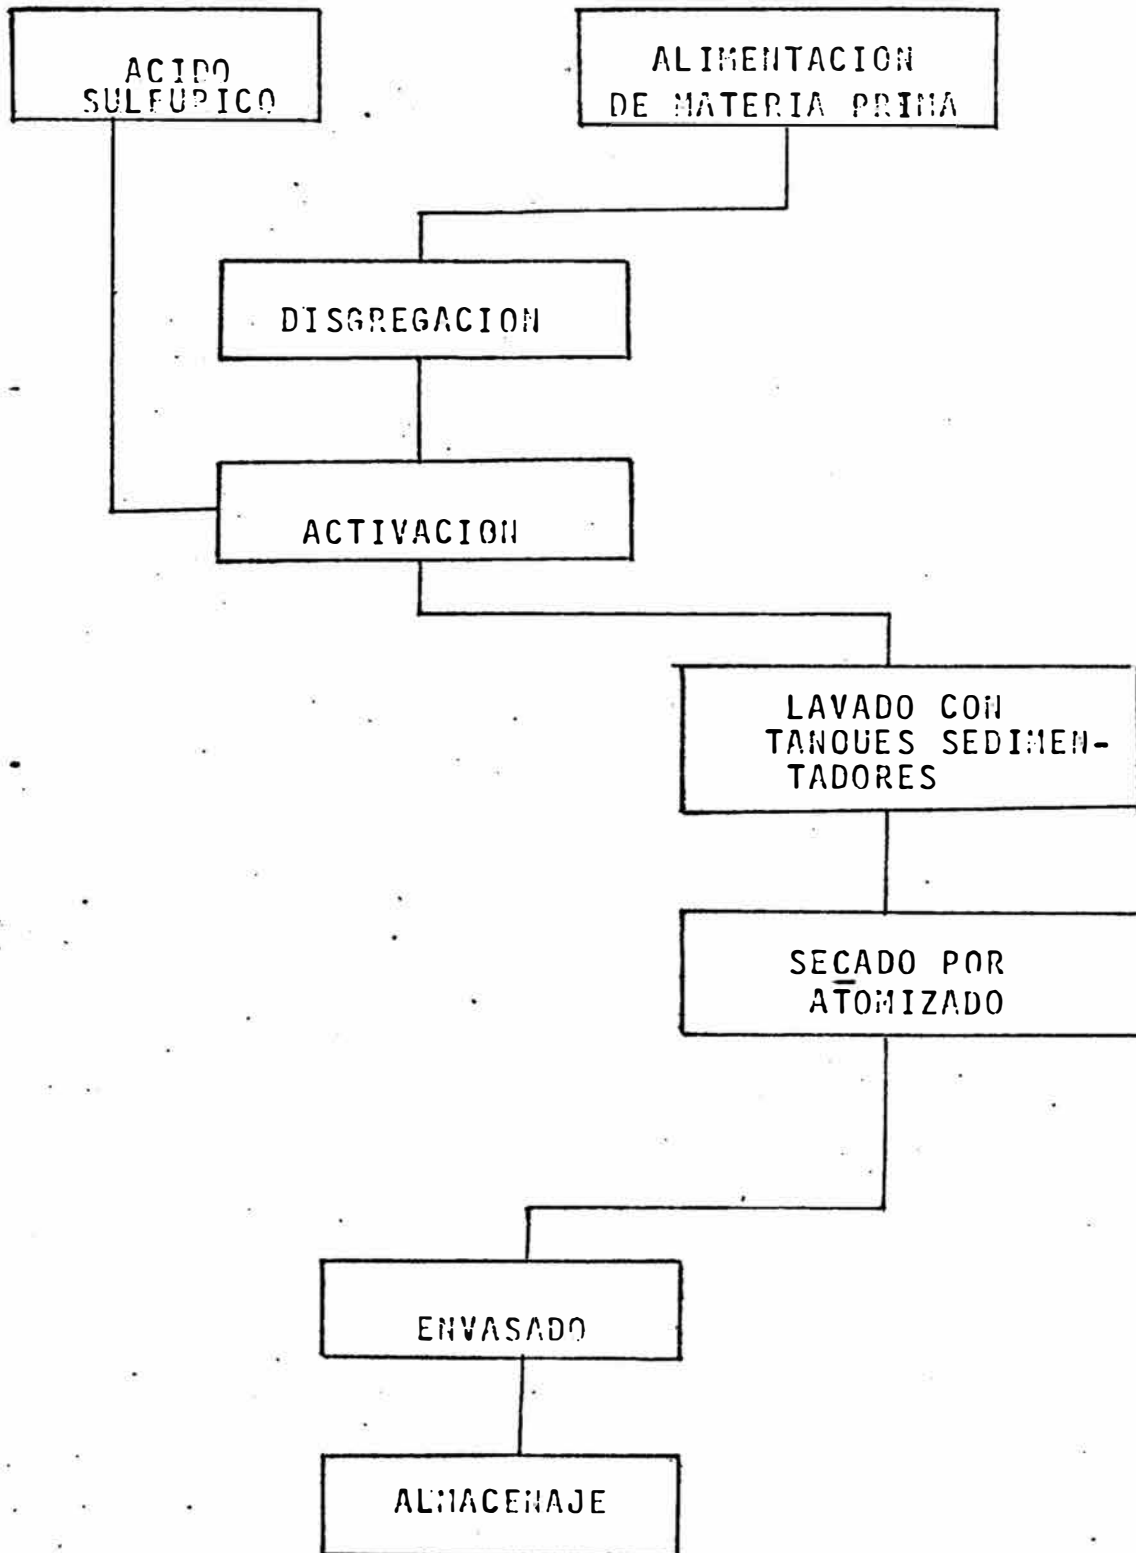 ACIDO
SULFURICO
ALIMENTACION
DE MATERIA PRIMA
DISGREGACION
ACTIVACION
LAVADO CON
TANQUES SEDIMEN-
TADORES
SECADO POR
ATOMIZADO
ENVASADO
ALMACENAJE